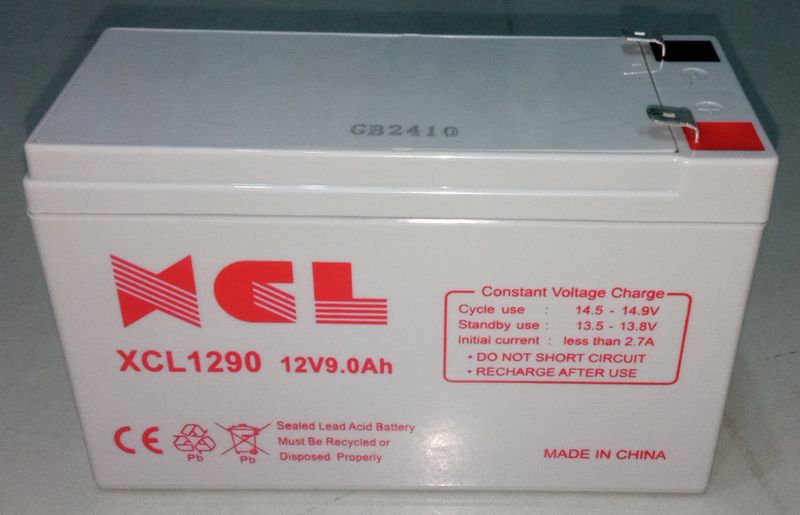 GB2410
XCL
XCL1290 12V9.0Ah
Constant Voltage Charge
Cycle use : 14.5 - 14.9V
Standby use : 13.5 - 13.8V
Initial current : less than 2.7A
• DO NOT SHORT CIRCUIT
• RECHARGE AFTER USE
CE
Pb
Pb
Sealed Lead Acid Battery
Must Be Recycled or
Disposed Properly
MADE IN CHINA